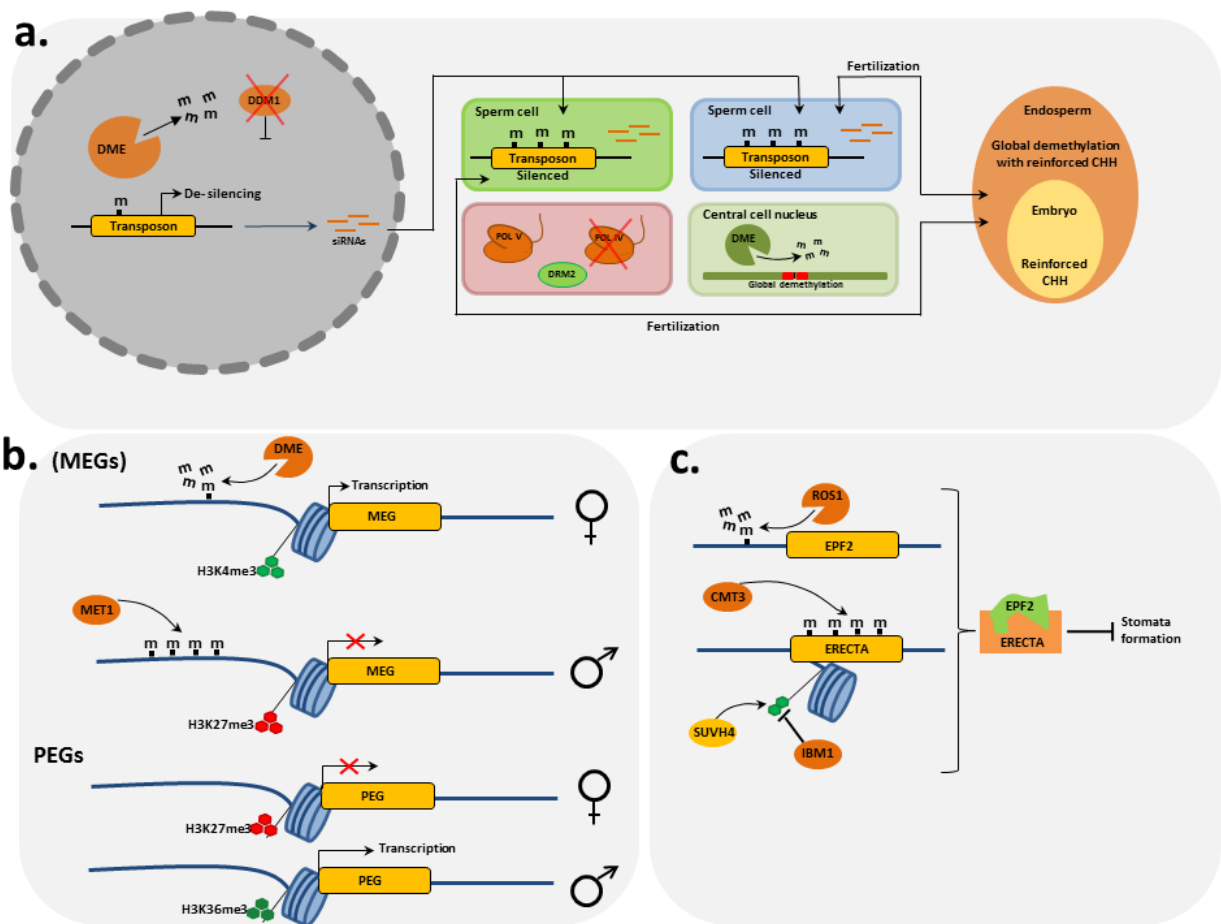 a.
DME
m m
m m
DDM1
m
De-silencing
Transposon
siRNAs
Fertilization
Sperm cell
m m m
Transposon
Silenced
Sperm cell
m m m
Transposon
Silenced
POL V
POL IV
DRM2
Central cell nucleus
DME
m m
m m
Global demethylation
Fertilization
Endosperm
Global demethylation
with reinforced CHH
Embryo
Reinforced
CHH
b.
(MEGs)
DME
m m
m m
Transcription
MEG
H3K4me3
MET1
m m m m
MEG
H3K27me3
PEGs
PEG
H3K27me3
Transcription
PEG
H3K36me3
c.
ROS1
m m
m m
EPF2
CMT3
m m m m
ERECTA
SUVH4
IBM1
EPF2
ERECTA
Stomata
formation